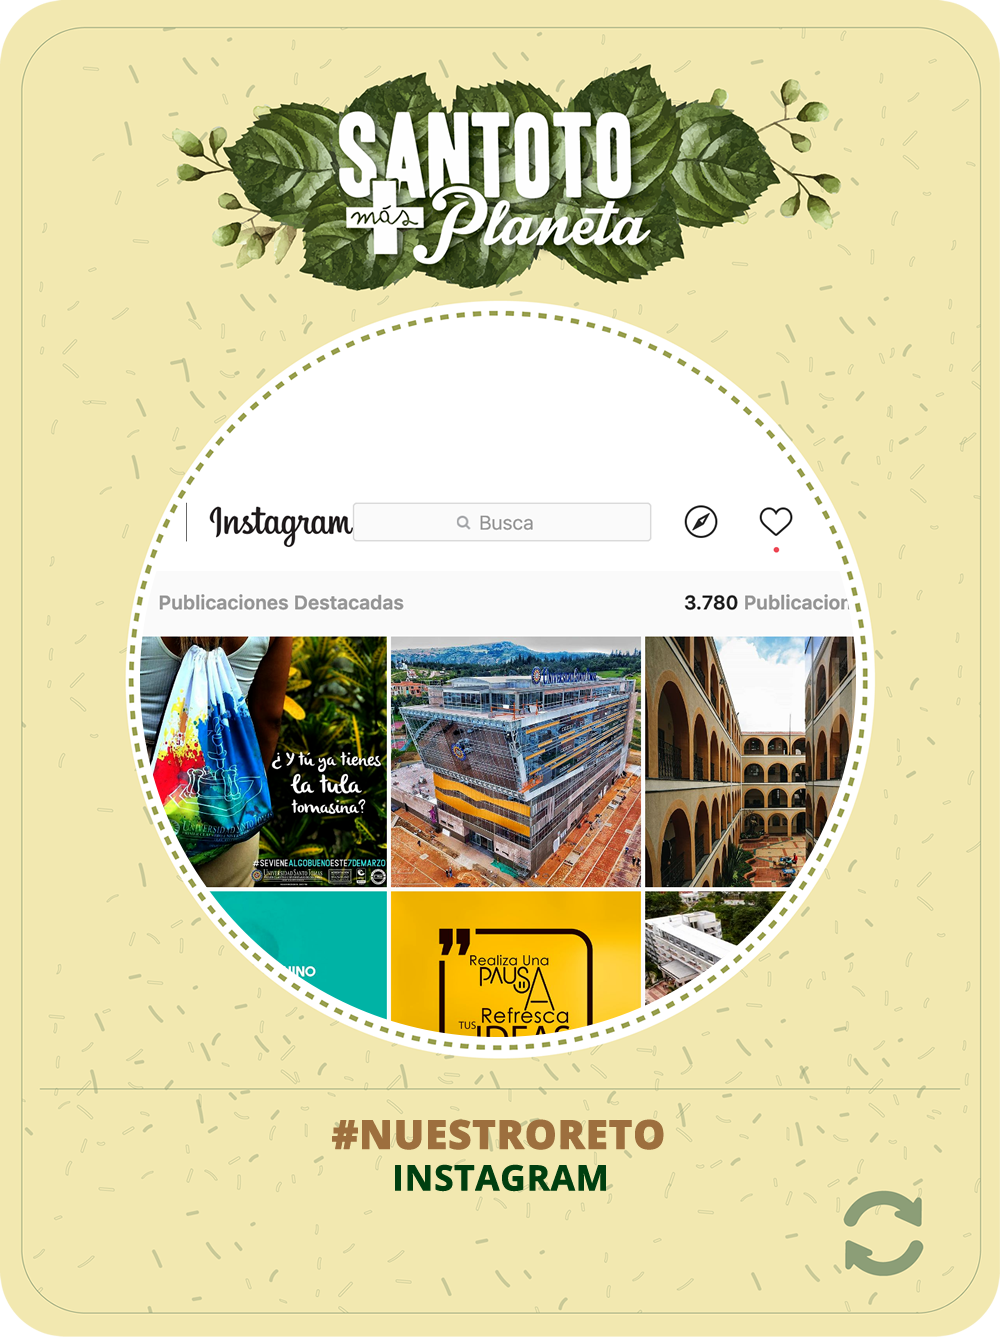 SANTOTO
más Planeta
Instagram Busca
Publicaciones Destacadas 3.780 Publicacion
¿Y tú ya tienes
la tula
tomasina?
#SEVIENEALGOBUENOESTE7DEMARZO
UNIVERSIDAD SANTO TOMÁS
Realiza Una
PAUSA
Refresca
TUS IDEAS
#NUESTRORETO
INSTAGRAM